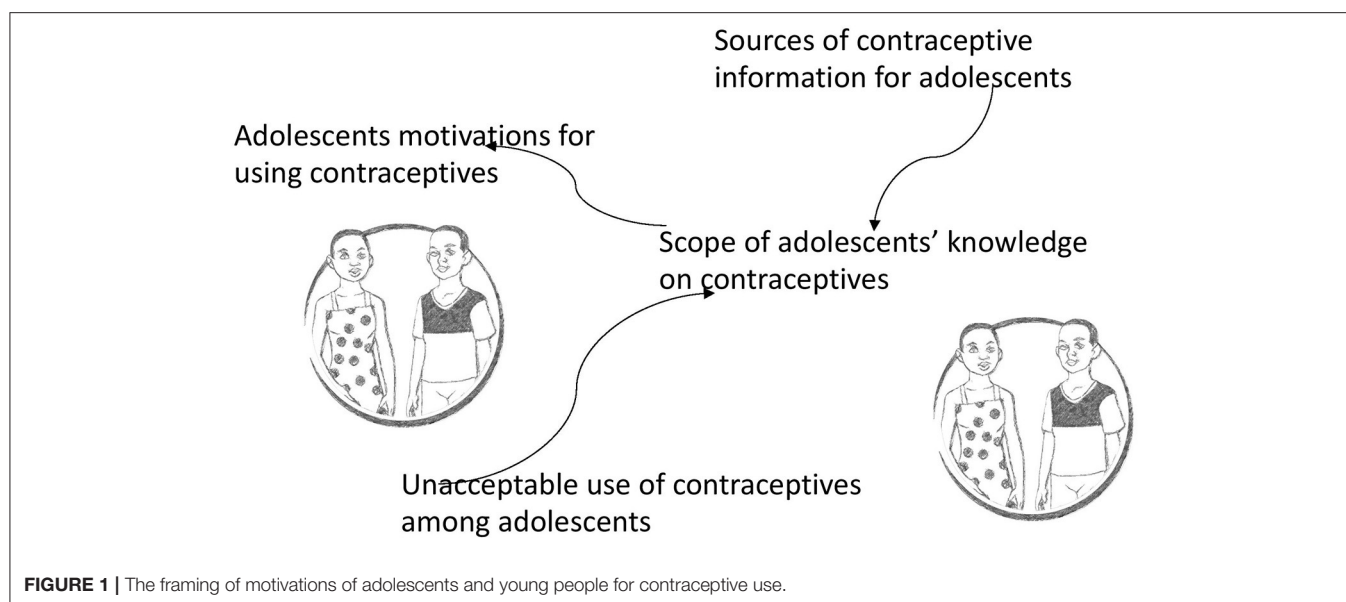 Sources of contraceptive
information for adolescents
Adolescents motivations for
using contraceptives
Scope of adolescents' knowledge
on contraceptives
Unacceptable use of contraceptives
among adolescents
FIGURE 1 | The framing of motivations of adolescents and young people for contraceptive use.